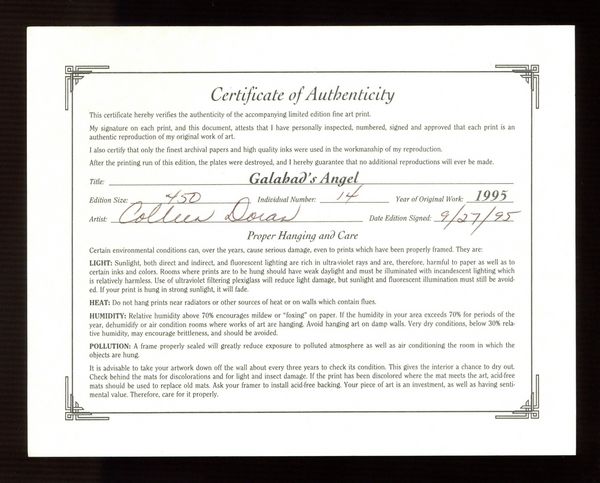 Certificate of Authenticity
This certificate hereby verifies the authenticity of the accompanying limited edition fine art print.
My signature on each print, and this document, attests that I have personally inspected, numbered, signed and approved that each print is an
authentic reproduction of my original work of art.
I also certify that only the finest archival papers and high quality inks were used in the workmanship of my reproduction.
After the printing run of this edition, the plates were destroyed, and I hereby guarantee that no additional reproductions will ever be made.
Title: Galahad's Angel
Edition Size: 450 Individual Number: 14 Year of Original Work: 1995
Artist: Colleen Doran Date Edition Signed: 9/27/95
Proper Hanging and Care
Certain environmental conditions can, over the years, cause serious damage, even to prints which have been properly framed. They are:
LIGHT: Sunlight, both direct and indirect, and fluorescent lighting are rich in ultraviolet rays and are, therefore, harmful to paper as well as to
certain inks and colors. Rooms where prints are to be hung should have weak daylight and must be illuminated with incandescent lighting which
is relatively harmless. Use of ultraviolet filtering plexiglass will reduce light damage, but sunlight and fluorescent illumination must still be avoid-
ed. If your print is hung in strong sunlight, it will fade.
HEAT: Do not hang prints near radiators or other sources of heat or on walls which contain flues.
HUMIDITY: Relative humidity above 70% encourages mildew or "foxing" on paper. If the humidity in your area exceeds 70% for periods of the
year, dehumidify or air condition rooms where works of art are hanging. Avoid hanging art on damp walls. Very dry conditions, below 30% rela-
tive humidity, may encourage brittleness, and should be avoided.
POLLUTION: A frame properly sealed will greatly reduce exposure to polluted atmosphere as well as air conditioning the room in which the
objects are hung.
It is advisable to take your artwork down off the wall about every three years to check its condition. This gives the interior a chance to dry out.
Check behind the mats for discolorations and for light and insect damage. If the print has been discolored where the mat meets the art, acid-free
mats should be used to replace old mats. Ask your framer to install acid-free backing. Your piece of art is an investment, as well as having senti-
mental value. Therefore, care for it properly.